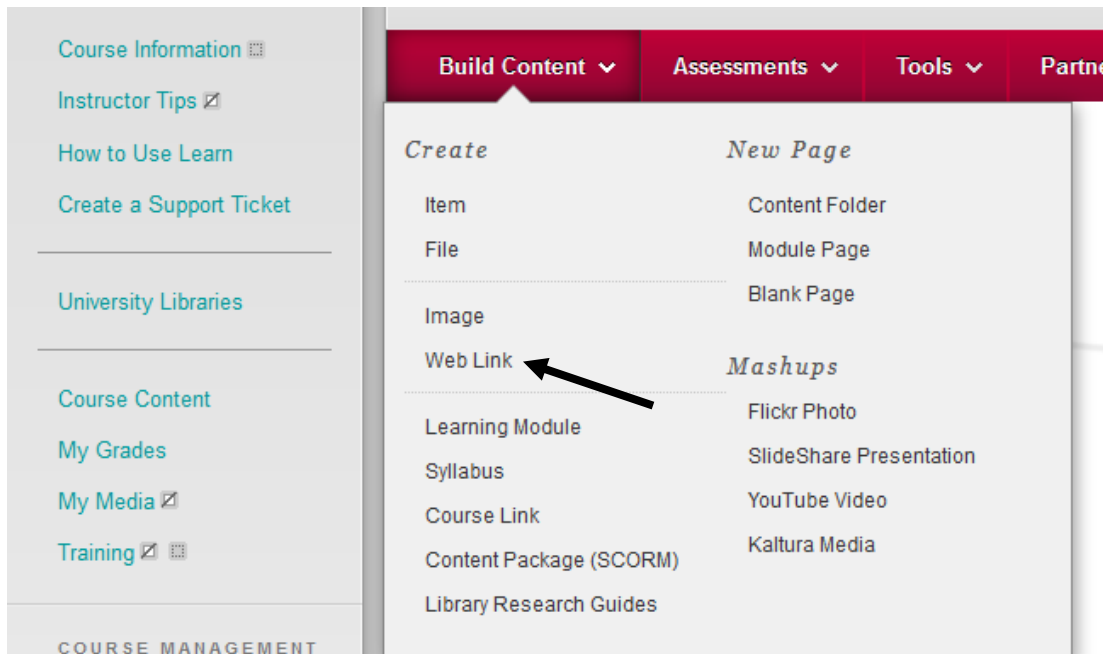 Course Information
Instructor Tips
How to Use Learn
Create a Support Ticket
University Libraries
Course Content
My Grades
My Media
Training
COURSE MANAGEMENT
Build Content
Assessments
Tools
Create
Item
File
Image
Web Link
Learning Module
Syllabus
Course Link
Content Package (SCORM)
Library Research Guides
New Page
Content Folder
Module Page
Blank Page
Mashups
Flickr Photo
SlideShare Presentation
YouTube Video
Kaltura Media